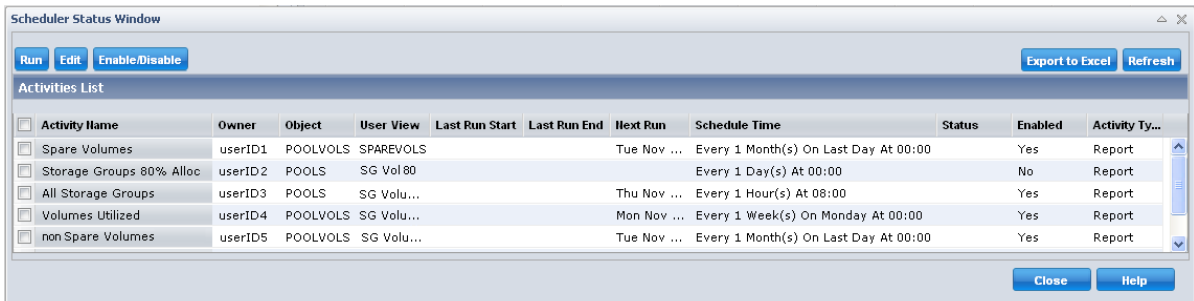 Scheduler Status Window
Run Edit Enable/Disable Export to Excel Refresh
Activities List
Activity Name Owner Object User View Last Run Start Last Run End Next Run Schedule Time Status Enabled Activity Ty...
Spare Volumes userID1 POOLVOLS SPAREVOLS Tue Nov ... Every 1 Month(s) On Last Day At 00:00 Yes Report
Storage Groups 80% Alloc userID2 POOLS SG Vol 80 Every 1 Day(s) At 00:00 No Report
All Storage Groups userID3 POOLS SG Volu... Thu Nov ... Every 1 Hour(s) At 08:00 Yes Report
Volumes Utilized userID4 POOLVOLS SG Volu... Mon Nov ... Every 1 Week(s) On Monday At 00:00 Yes Report
non Spare Volumes userID5 POOLVOLS SG Volu... Tue Nov ... Every 1 Month(s) On Last Day At 00:00 Yes Report
Close Help